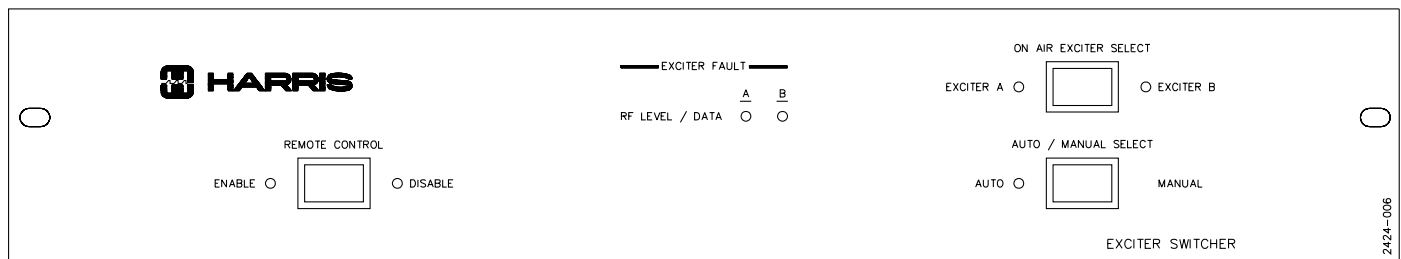 HARRIS
EXCITER FAULT
A B
RF LEVEL / DATA
REMOTE CONTROL
ENABLE DISABLE
ON AIR EXCITER SELECT
EXCITER A EXCITER B
AUTO / MANUAL SELECT
AUTO MANUAL
EXCITER SWITCHER
2424-006